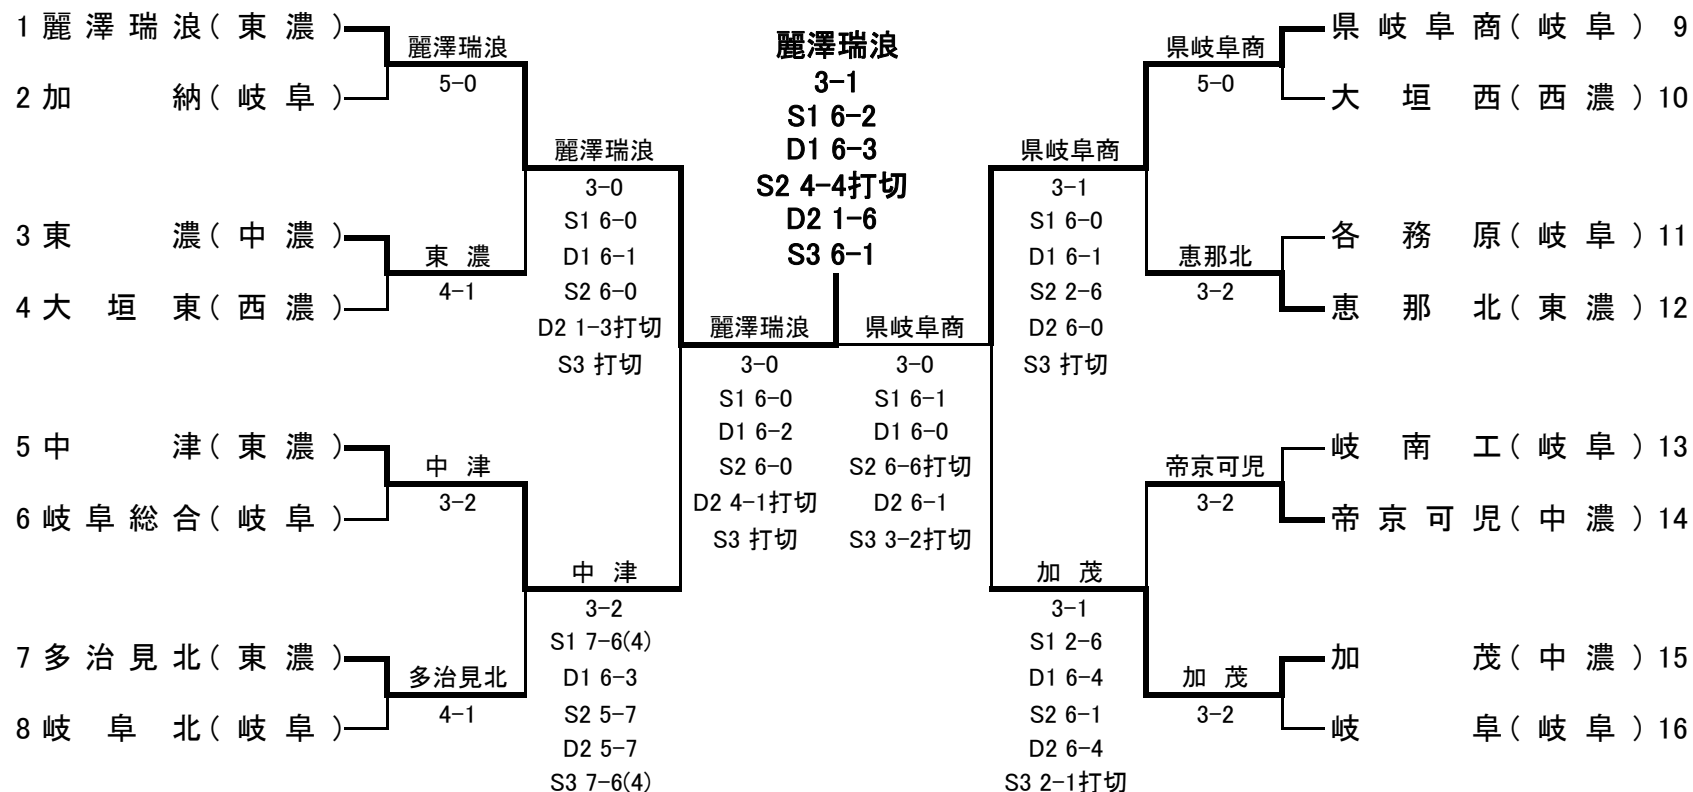 1 麗澤瑞浪(東濃)
麗澤瑞浪
5-0
2 加納(岐阜)
麗澤瑞浪
3-0
S1 6-0
D1 6-1
S2 6-0
D2 1-3打切
S3 打切
3 東濃(中濃)
東濃
4-1
4 大垣東(西濃)
5 中津(東濃)
中津
3-2
6 岐阜総合(岐阜)
中津
3-2
S1 7-6(4)
D1 6-3
S2 5-7
D2 5-7
S3 7-6(4)
7 多治見北(東濃)
多治見北
4-1
8 岐阜北(岐阜)
麗澤瑞浪
3-0
S1 6-0
D1 6-2
S2 6-0
D2 4-1打切
S3 打切
麗澤瑞浪
3-1
S1 6-2
D1 6-3
S2 4-4打切
D2 1-6
S3 6-1
県岐阜商
3-0
S1 6-1
D1 6-0
S2 6-6打切
D2 6-1
S3 3-2打切
県岐阜商(岐阜) 9
県岐阜商
5-0
大垣西(西濃) 10
県岐阜商
3-1
S1 6-0
D1 6-1
S2 2-6
D2 6-0
S3 打切
各務原(岐阜) 11
恵那北
3-2
恵那北(東濃) 12
岐南工(岐阜) 13
帝京可児
3-2
帝京可児(中濃) 14
加茂
3-1
S1 2-6
D1 6-4
S2 6-1
D2 6-4
S3 2-1打切
加茂(中濃) 15
加茂
3-2
岐阜(岐阜) 16